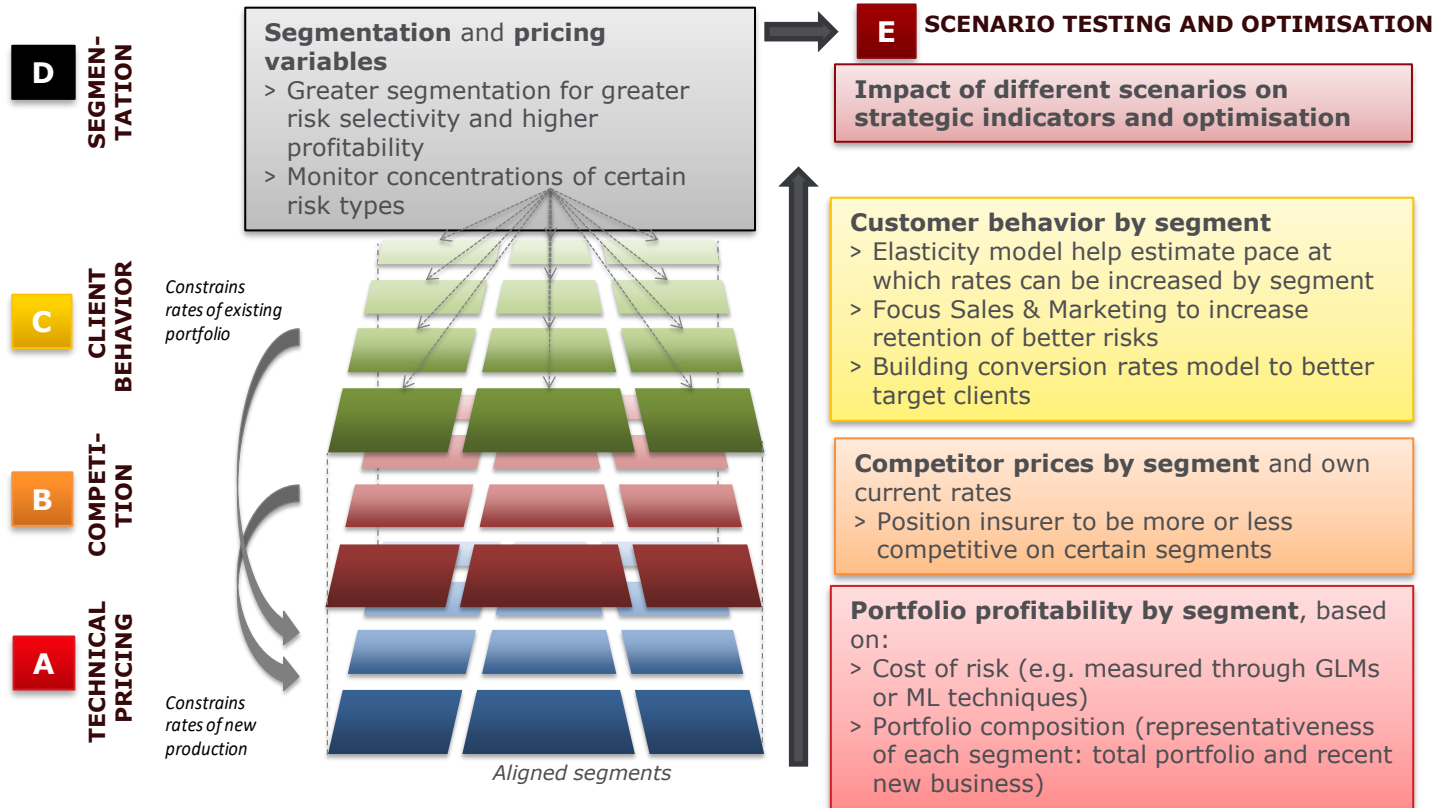 D
SEGMEN-
TATION
Segmentation and pricing
variables
> Greater segmentation for greater
risk selectivity and higher
profitability
> Monitor concentrations of certain
risk types
E
SCENARIO TESTING AND OPTIMISATION
Impact of different scenarios on
strategic indicators and optimisation
C
CLIENT
BEHAVIOR
Constrains
rates of existing
portfolio
Customer behavior by segment
> Elasticity model help estimate pace at
which rates can be increased by segment
> Focus Sales & Marketing to increase
retention of better risks
> Building conversion rates model to better
target clients
B
COMPETI-
TION
Competitor prices by segment and own
current rates
> Position insurer to be more or less
competitive on certain segments
A
TECHNICAL
PRICING
Constrains
rates of new
production
Aligned segments
Portfolio profitability by segment, based
on:
> Cost of risk (e.g. measured through GLMs
or ML techniques)
> Portfolio composition (representativeness
of each segment: total portfolio and recent
new business)